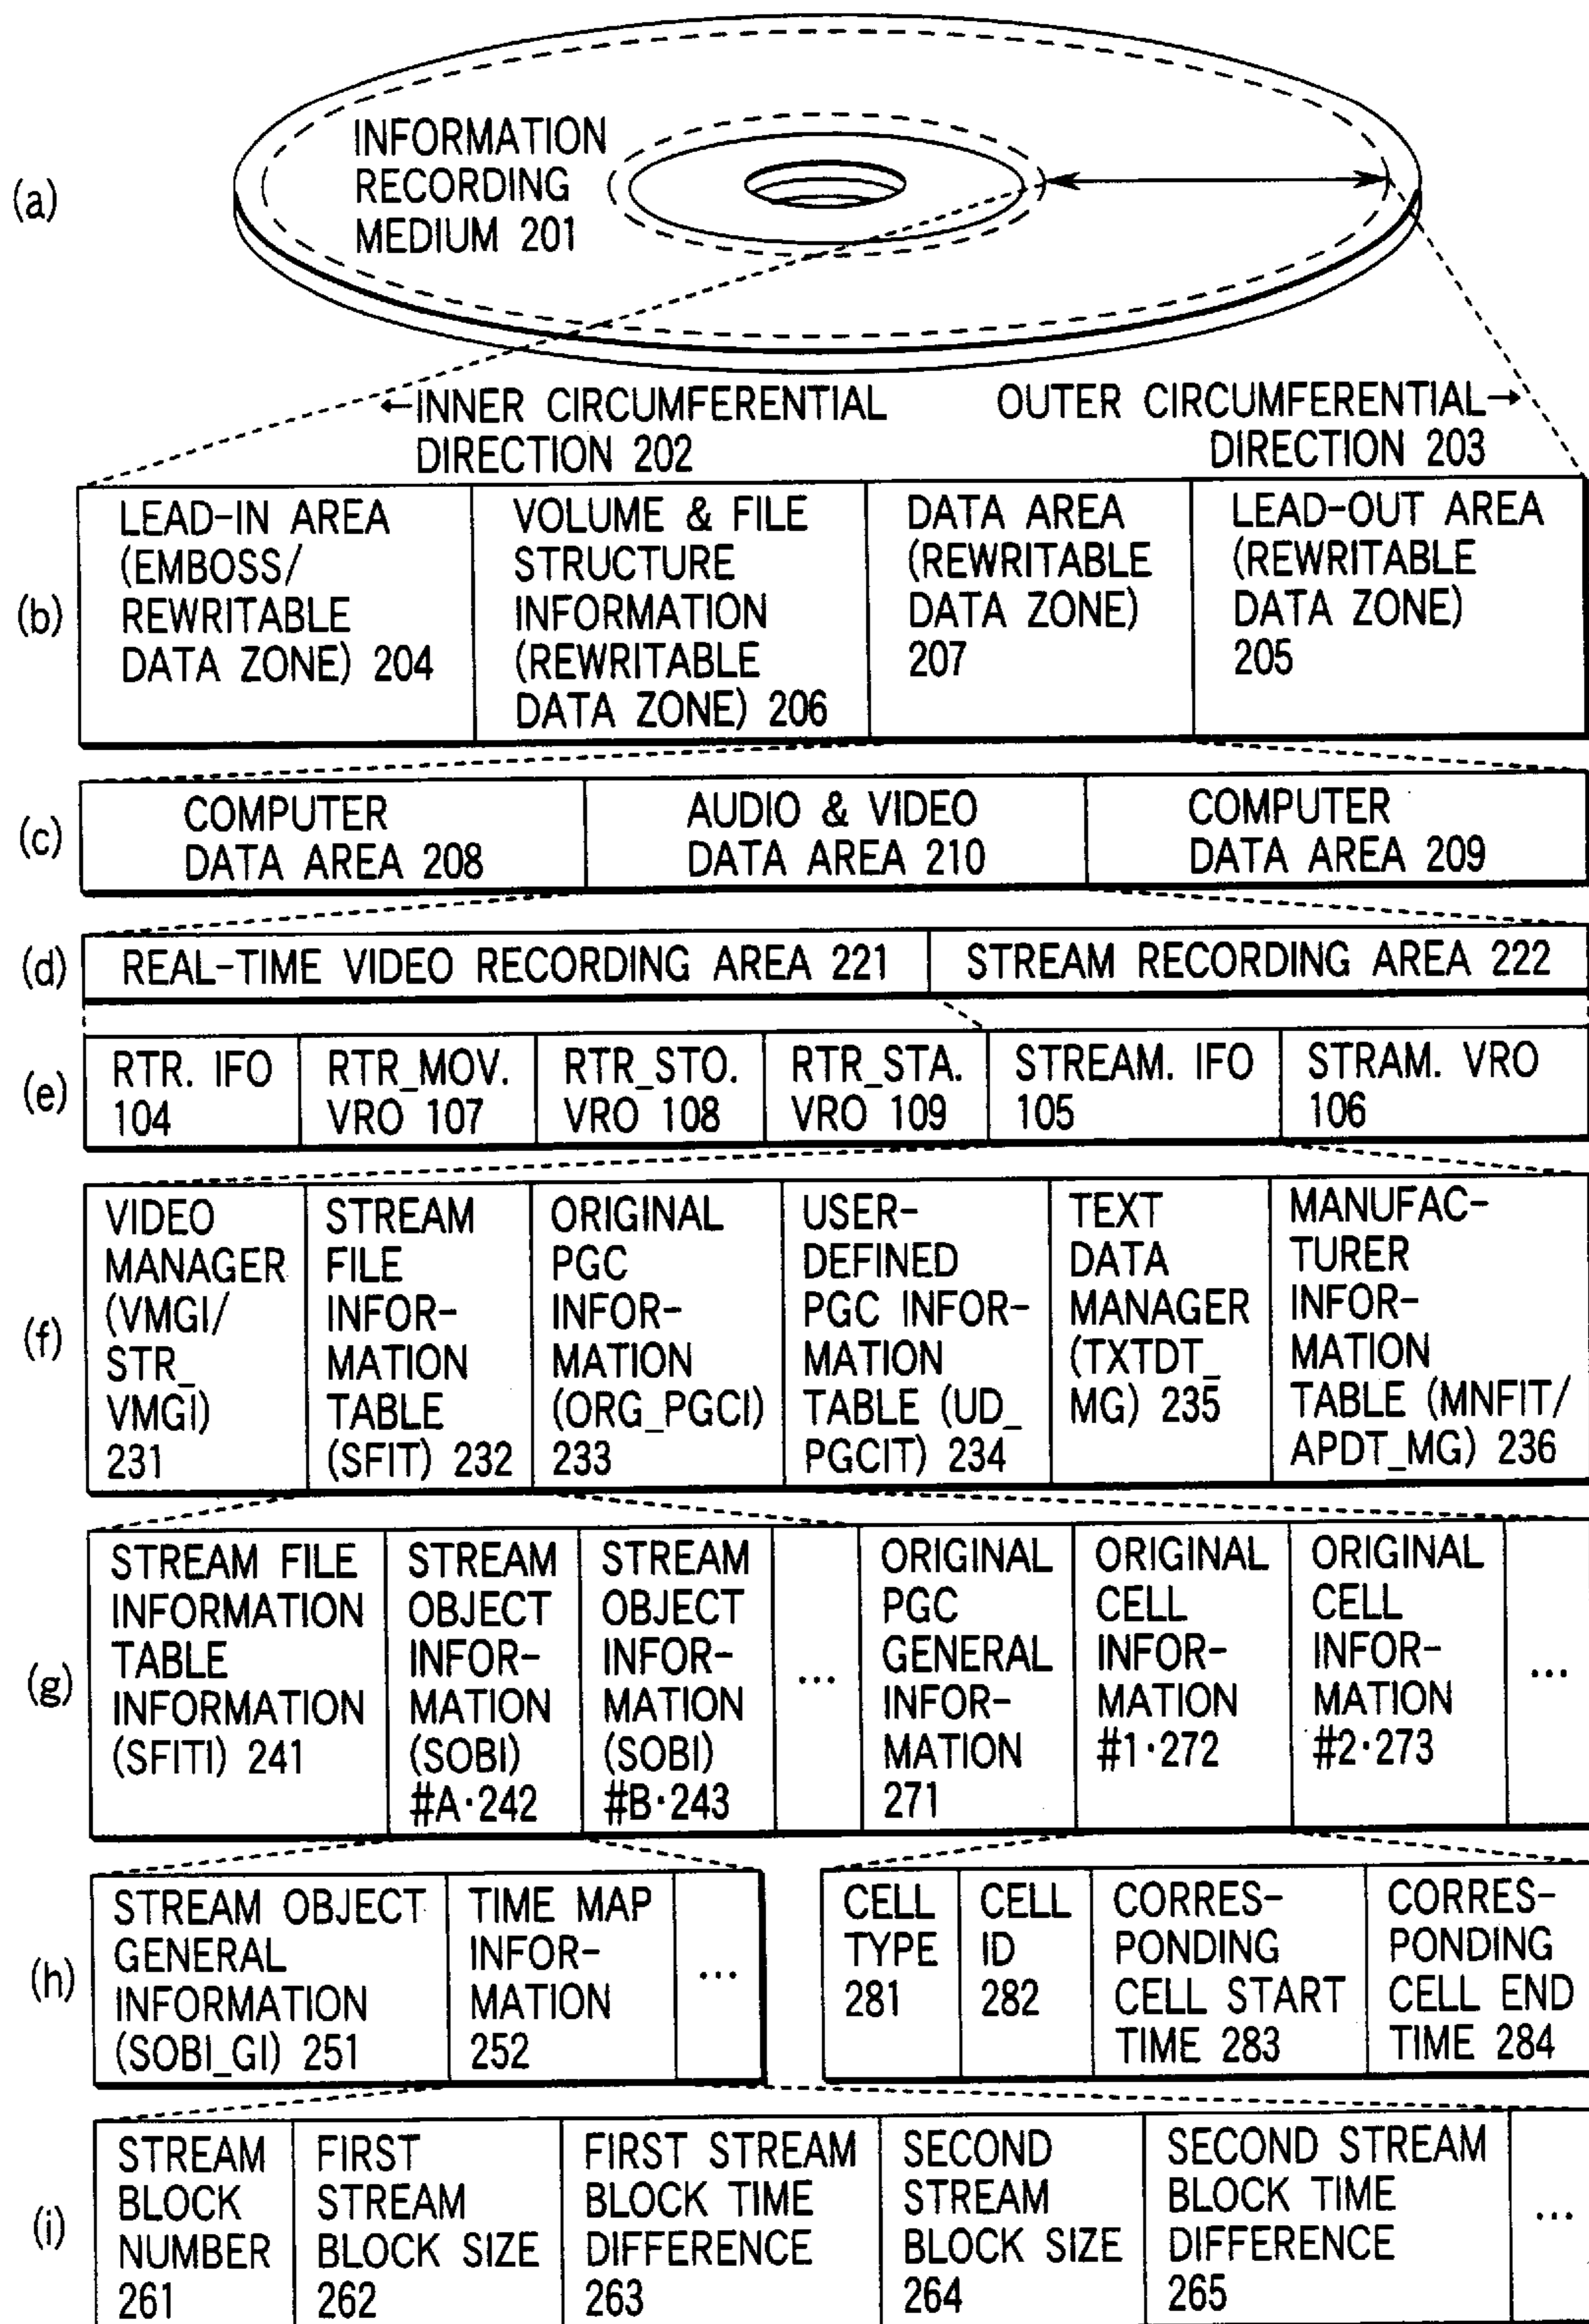 (a)
INFORMATION
RECORDING
MEDIUM 201
←INNER CIRCUMFERENTIAL
DIRECTION 202
OUTER CIRCUMFERENTIAL→
DIRECTION 203
(b)
LEAD-IN AREA
(EMBOSS/
REWRITABLE
DATA ZONE) 204
VOLUME & FILE
STRUCTURE
INFORMATION
(REWRITABLE
DATA ZONE) 206
DATA AREA
(REWRITABLE
DATA ZONE)
207
LEAD-OUT AREA
(REWRITABLE
DATA ZONE)
205
(c)
COMPUTER
DATA AREA 208
AUDIO & VIDEO
DATA AREA 210
COMPUTER
DATA AREA 209
(d)
REAL-TIME VIDEO RECORDING AREA 221
STREAM RECORDING AREA 222
(e)
RTR. IFO
104
RTR_MOV.
VRO 107
RTR_STO.
VRO 108
RTR_STA.
VRO 109
STREAM. IFO
105
STRAM. VRO
106
(f)
VIDEO
MANAGER
(VMGI/
STR_
VMGI)
231
STREAM
FILE
INFOR-
MATION
TABLE
(SFIT) 232
ORIGINAL
PGC
INFOR-
MATION
(ORG_PGCI)
233
USER-
DEFINED
PGC INFOR-
MATION
TABLE (UD_
PGCIT) 234
TEXT
DATA
MANAGER
(TXTDT_
MG) 235
MANUFAC-
TURER
INFOR-
MATION
TABLE (MNFIT/
APDT_MG) 236
(g)
STREAM FILE
INFORMATION
TABLE
INFORMATION
(SFITI) 241
STREAM
OBJECT
INFOR-
MATION
(SOBI)
#A·242
STREAM
OBJECT
INFOR-
MATION
(SOBI)
#B·243
...
ORIGINAL
PGC
GENERAL
INFOR-
MATION
271
ORIGINAL
CELL
INFOR-
MATION
#1·272
ORIGINAL
CELL
INFOR-
MATION
#2·273
...
(h)
STREAM OBJECT
GENERAL
INFORMATION
(SOBI_GI) 251
TIME MAP
INFOR-
MATION
252
...
CELL
TYPE
281
CELL
ID
282
CORRES-
PONDING
CELL START
TIME 283
CORRES-
PONDING
CELL END
TIME 284
(i)
STREAM
BLOCK
NUMBER
261
FIRST
STREAM
BLOCK SIZE
262
FIRST STREAM
BLOCK TIME
DIFFERENCE
263
SECOND
STREAM
BLOCK SIZE
264
SECOND STREAM
BLOCK TIME
DIFFERENCE
265
...